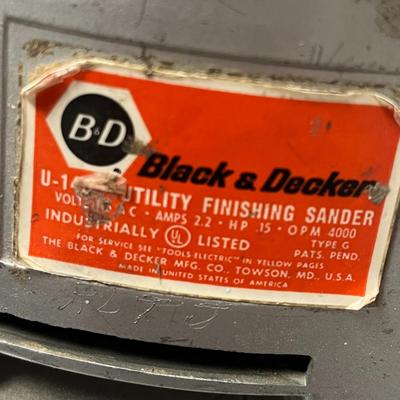 B&D
Black & Decker
UTILITY FINISHING SANDER
AMPS 2.2 • HP .15 • OPM 4000
INDUSTRIALLY UL LISTED TYPE G
FOR SERVICE SEE "TOOLS-ELECTRIC" IN YELLOW PAGES PATS. PEND.
THE BLACK & DECKER MFG. CO., TOWSON, MD., U.S.A.
MADE IN UNITED STATES OF AMERICA